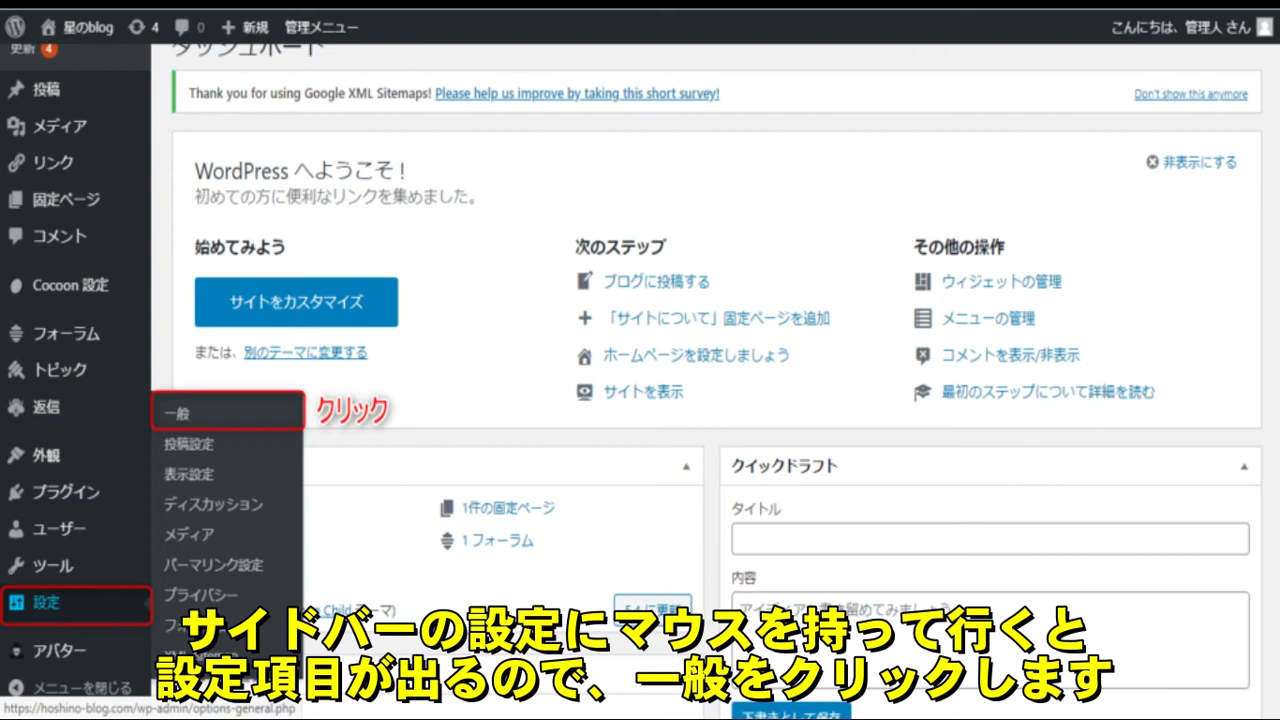 星のblog 4 0 新規 管理メニュー こんにちは、管理人 さん
更新 4
ダッシュボード
投稿
メディア
リンク
固定ページ
コメント
Cocoon 設定
フォーラム
トピック
返信
外観
プラグイン
ユーザー
ツール
設定
アバター
メニューを閉じる
一般
クリック
投稿設定
表示設定
ディスカッション
メディア
パーマリンク設定
プライバシー
Thank you for using Google XML Sitemaps! Please help us improve by taking this short survey!
Don't show this anymore
WordPress へようこそ !
非表示にする
初めての方に便利なリンクを集めました。
始めてみよう
サイトをカスタマイズ
または、別のテーマに変更する
次のステップ
ブログに投稿する
「サイトについて」固定ページを追加
ホームページを設定しましょう
サイトを表示
その他の操作
ウィジェットの管理
メニューの管理
コメントを表示/非表示
最初のステップについて詳細を読む
1件の固定ページ
1 フォーラム
Child テーマ)
クイックドラフト
タイトル
内容
下書きとして保存
サイドバーの設定にマウスを持って行くと
設定項目が出るので、一般をクリックします
https://hoshino-blog.com/wp-admin/options-general.php